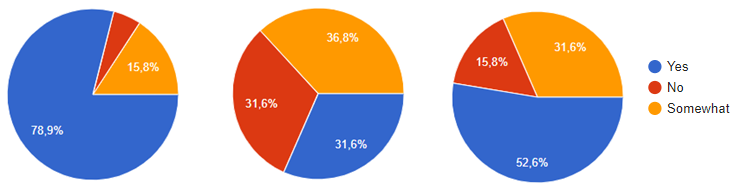 15,8%
78,9%
36,8%
31,6%
31,6%
31,6%
15,8%
52,6%
Yes
No
Somewhat